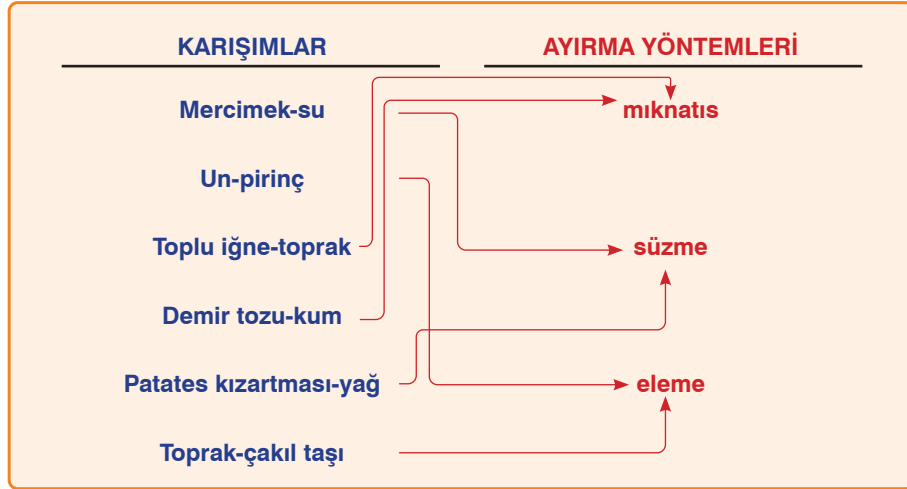 KARIŞIMLAR AYIRMA YÖNTEMLERİ
Mercimek-su mıknatıs
Un-pirinç
Toplu iğne-toprak süzme
Demir tozu-kum
Patates kızartması-yağ eleme
Toprak-çakıl taşı